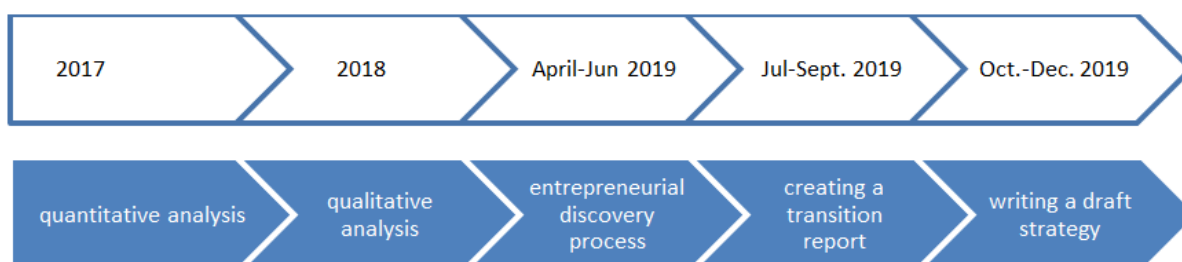 2017
2018
April-Jun 2019
Jul-Sept. 2019
Oct.-Dec. 2019
quantitative analysis
qualitative
analysis
entrepreneurial
discovery
process
creating a
transition
report
writing a draft
strategy